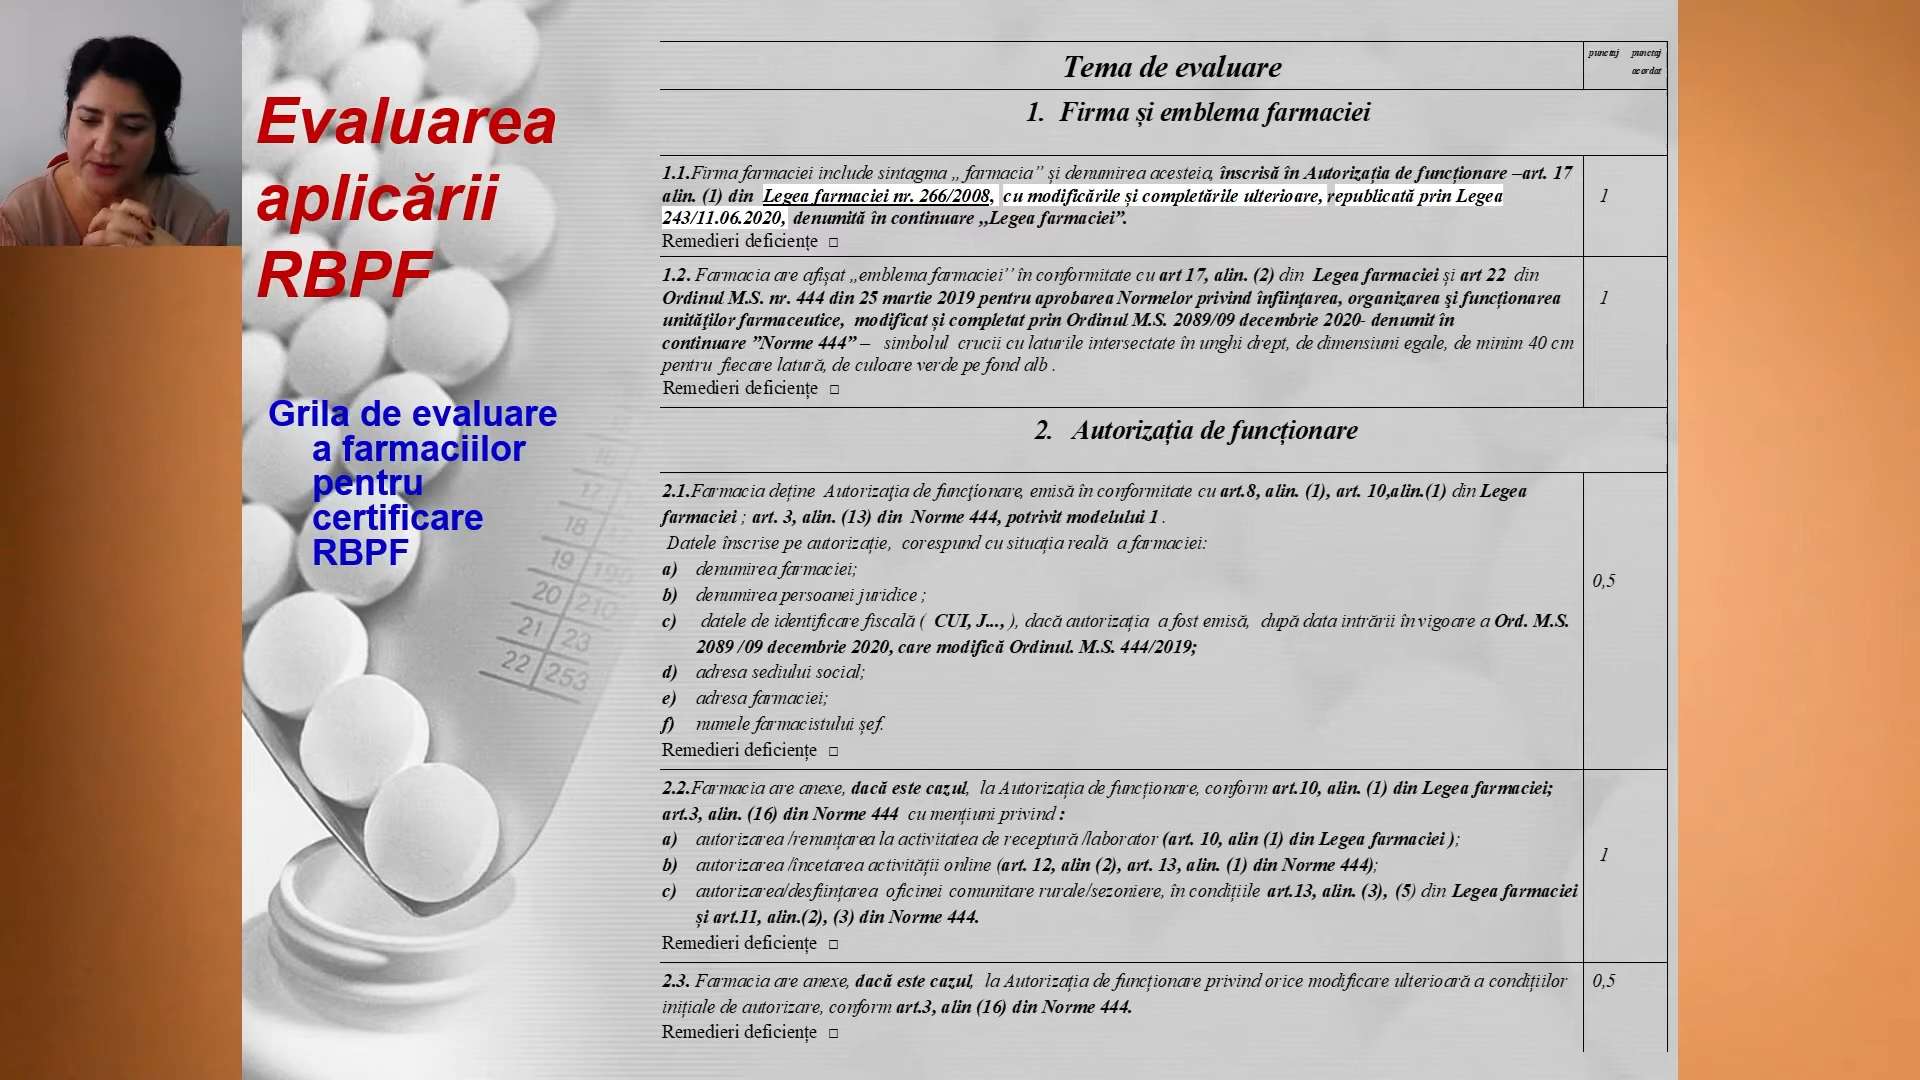 Evaluarea
aplicării
RBPF
Grila de evaluare
a farmaciilor
pentru
certificare
RBPF
Tema de evaluare
punctaj
punctaj
acordat
1. Firma și emblema farmaciei
1.1.Firma farmaciei include sintagma „ farmacia” și denumirea acesteia, înscrisă în Autorizația de funcționare –art. 17
alin. (1) din Legea farmaciei nr. 266/2008, cu modificările și completările ulterioare, republicată prin Legea
243/11.06.2020, denumită în continuare ,,Legea farmaciei”.
Remedieri deficiențe □
1
1.2. Farmacia are afișat „emblema farmaciei’’ în conformitate cu art 17, alin. (2) din Legea farmaciei și art 22 din
Ordinul M.S. nr. 444 din 25 martie 2019 pentru aprobarea Normelor privind înfiinţarea, organizarea şi funcționarea
unităţilor farmaceutice, modificat și completat prin Ordinul M.S. 2089/09 decembrie 2020- denumit în
continuare ”Norme 444” – simbolul crucii cu laturile intersectate în unghi drept, de dimensiuni egale, de minim 40 cm
pentru fiecare latură, de culoare verde pe fond alb .
Remedieri deficiențe □
1
2. Autorizația de funcționare
2.1.Farmacia deține Autorizaţia de funcţionare, emisă în conformitate cu art.8, alin. (1), art. 10,alin.(1) din Legea
farmaciei ; art. 3, alin. (13) din Norme 444, potrivit modelului 1 .
Datele înscrise pe autorizație, corespund cu situația reală a farmaciei:
a) denumirea farmaciei;
b) denumirea persoanei juridice ;
c) datele de identificare fiscală ( CUI, J..., ), dacă autorizația a fost emisă, după data intrării în vigoare a Ord. M.S.
2089 /09 decembrie 2020, care modifică Ordinul. M.S. 444/2019;
d) adresa sediului social;
e) adresa farmaciei;
f) numele farmacistului șef.
Remedieri deficiențe □
0,5
2.2.Farmacia are anexe, dacă este cazul, la Autorizația de funcționare, conform art.10, alin. (1) din Legea farmaciei;
art.3, alin. (16) din Norme 444 cu mențiuni privind :
a) autorizarea /renunțarea la activitatea de receptură /laborator (art. 10, alin (1) din Legea farmaciei );
b) autorizarea /încetarea activității online (art. 12, alin (2), art. 13, alin. (1) din Norme 444);
c) autorizarea/desființarea oficinei comunitare rurale/sezoniere, în condițiile art.13, alin. (3), (5) din Legea farmaciei
și art.11, alin.(2), (3) din Norme 444.
Remedieri deficiențe □
1
2.3. Farmacia are anexe, dacă este cazul, la Autorizația de funcționare privind orice modificare ulterioară a condițiilor
inițiale de autorizare, conform art.3, alin (16) din Norme 444.
Remedieri deficiențe □
0,5
17
18
19 190
20 210
21 23
22 253